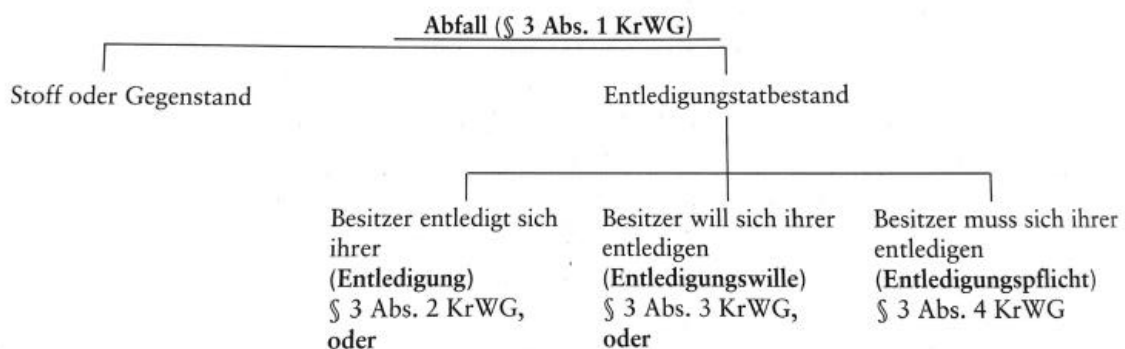 Abfall (§ 3 Abs. 1 KrWG)
Stoff oder Gegenstand
Entledigungstatbestand
Besitzer entledigt sich
ihrer
(Entledigung)
§ 3 Abs. 2 KrWG,
oder
Besitzer will sich ihrer
entledigen
(Entledigungswille)
§ 3 Abs. 3 KrWG,
oder
Besitzer muss sich ihrer
entledigen
(Entledigungspflicht)
§ 3 Abs. 4 KrWG